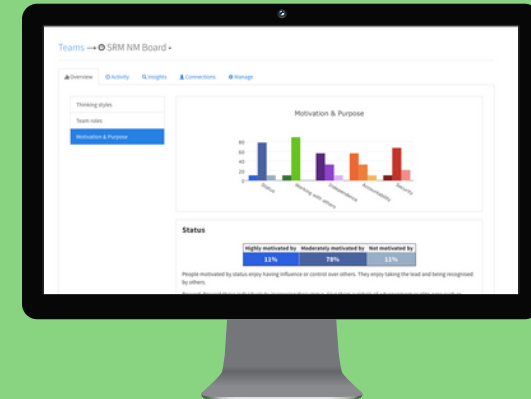 Teams → SRM NM Board
Overview Activity Insights Connections Manage
Thinking styles
Team roles
Motivation & Purpose
Motivation & Purpose
80
60
40
20
0
Status Working with others Independence Accountability Security
Status
Highly motivated by Moderately motivated by Not motivated by
11% 78% 11%
People motivated by status enjoy having influence or control over others. They enjoy taking the lead and being recognised
by others.